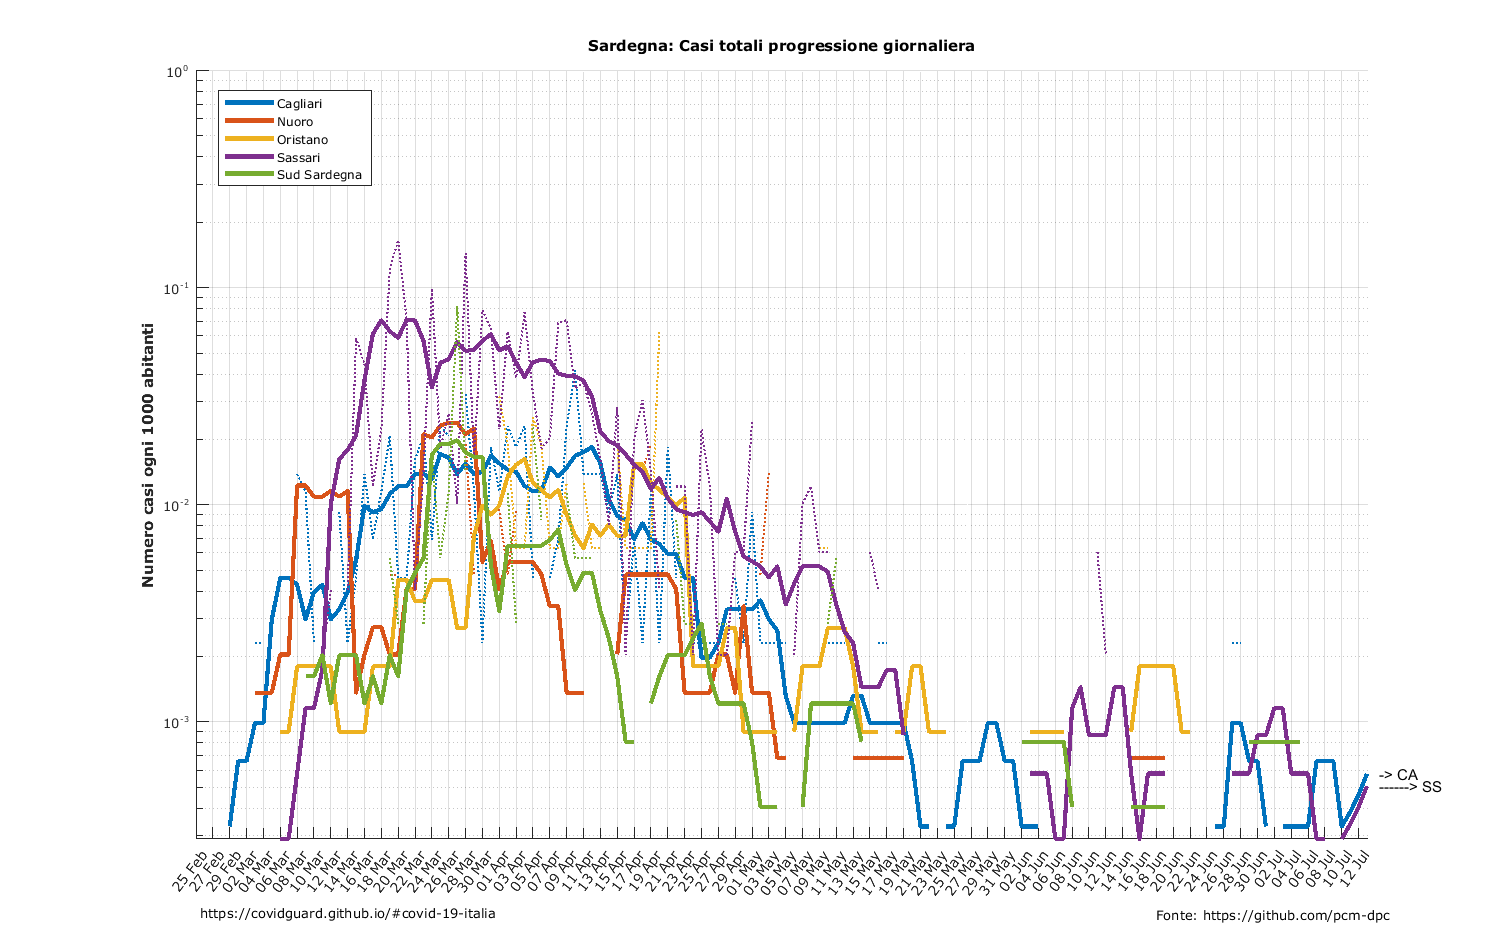 Sardegna: Casi totali progressione giornaliera
10^0
10^-1
10^-2
10^-3
Numero casi ogni 1000 abitanti
Cagliari
Nuoro
Oristano
Sassari
Sud Sardegna
-> CA
------> SS
25 Feb
27 Feb
29 Feb
02 Mar
04 Mar
06 Mar
08 Mar
10 Mar
12 Mar
14 Mar
16 Mar
18 Mar
20 Mar
22 Mar
24 Mar
26 Mar
28 Mar
30 Mar
01 Apr
03 Apr
05 Apr
07 Apr
09 Apr
11 Apr
13 Apr
15 Apr
17 Apr
19 Apr
21 Apr
23 Apr
25 Apr
27 Apr
29 Apr
01 May
03 May
05 May
07 May
09 May
11 May
13 May
15 May
17 May
19 May
21 May
23 May
25 May
27 May
29 May
31 May
02 Jun
04 Jun
06 Jun
08 Jun
10 Jun
12 Jun
14 Jun
16 Jun
18 Jun
20 Jun
22 Jun
24 Jun
26 Jun
28 Jun
30 Jun
02 Jul
04 Jul
06 Jul
08 Jul
10 Jul
12 Jul
https://covidguard.github.io/#covid-19-italia
Fonte: https://github.com/pcm-dpc